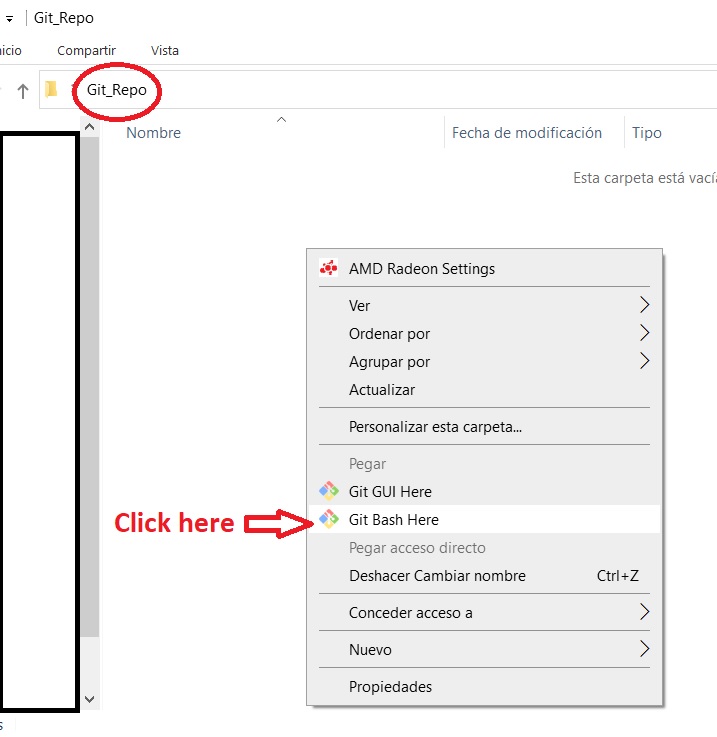 Git_Repo
Compartir Vista
Git_Repo
Nombre Fecha de modificación Tipo
AMD Radeon Settings
Ver
Ordenar por
Agrupar por
Actualizar
Personalizar esta carpeta...
Pegar
Git GUI Here
Click here Git Bash Here
Pegar acceso directo
Deshacer Cambiar nombre Ctrl+Z
Conceder acceso a
Nuevo
Propiedades
Esta carpeta está